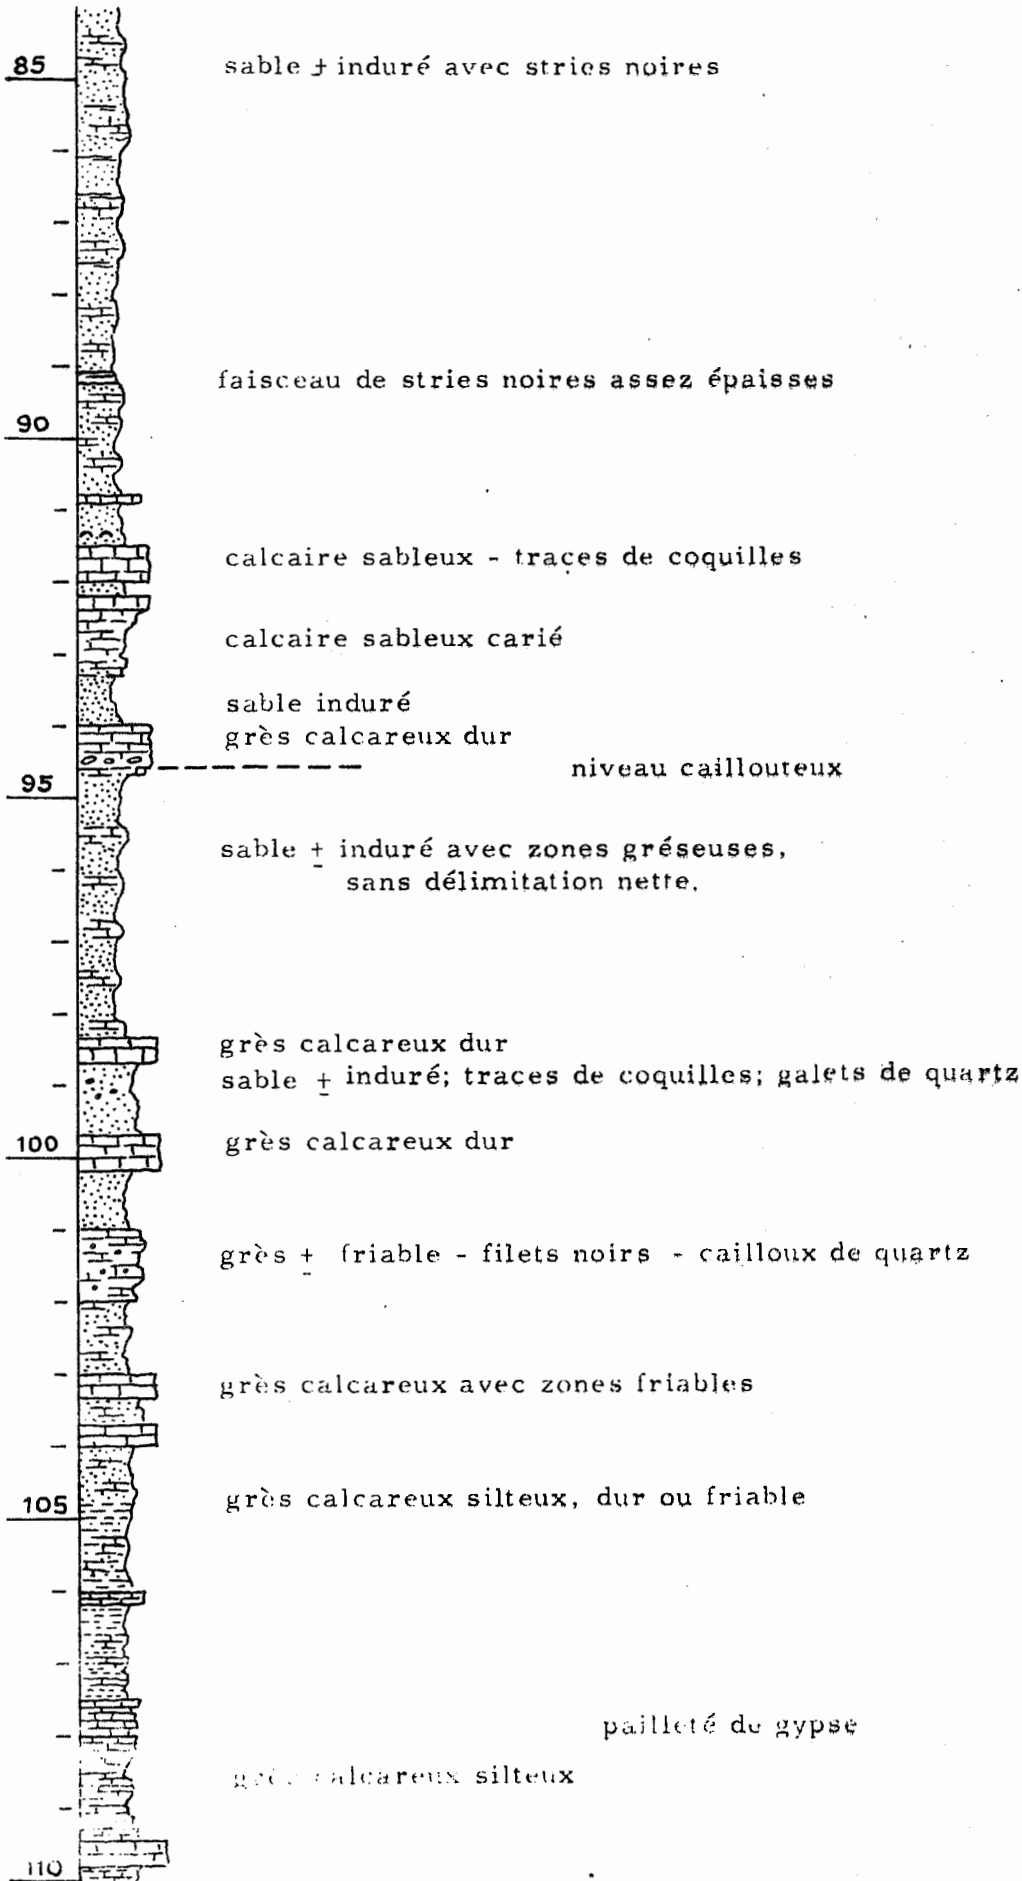 85
sable ± induré avec stries noires
faisceau de stries noires assez épaisses
90
calcaire sableux - traces de coquilles
calcaire sableux carié
sable induré
grès calcareux dur
niveau caillouteux
95
sable ± induré avec zones gréseuses,
sans délimitation nette.
grès calcareux dur
sable ± induré; traces de coquilles; galets de quartz
100
grès calcareux dur
grès ± friable - filets noirs - cailloux de quartz
grès calcareux avec zones friables
105
grès calcareux silteux, dur ou friable
pailleté de gypse
grès calcareux silteux
110